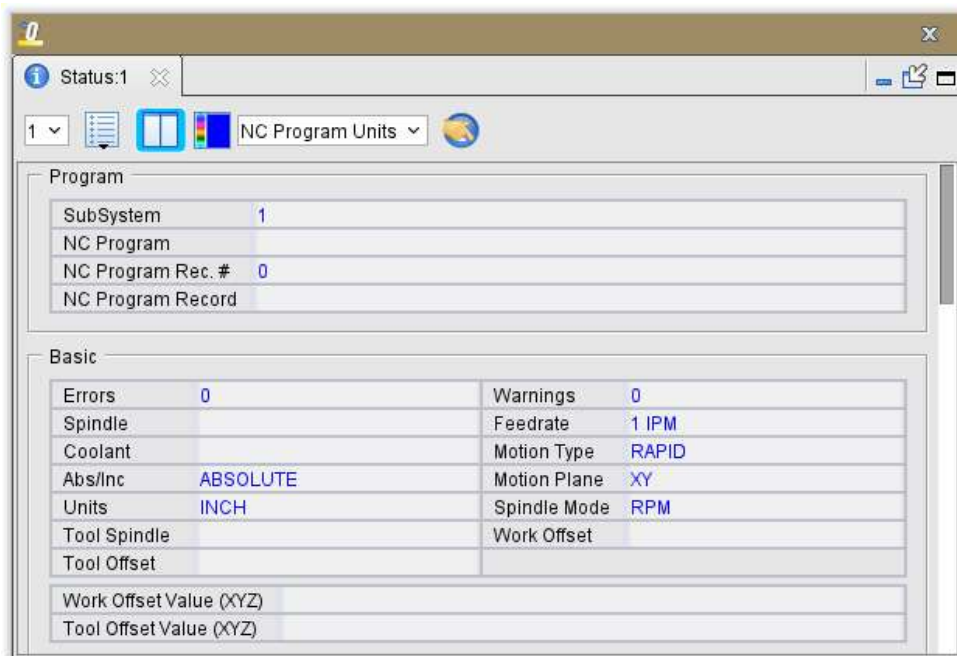 Status:1
1 NC Program Units
Program
SubSystem 1
NC Program
NC Program Rec. # 0
NC Program Record
Basic
Errors 0 Warnings 0
Spindle Feedrate 1 IPM
Coolant Motion Type RAPID
Abs/Inc ABSOLUTE Motion Plane XY
Units INCH Spindle Mode RPM
Tool Spindle Work Offset
Tool Offset
Work Offset Value (XYZ)
Tool Offset Value (XYZ)